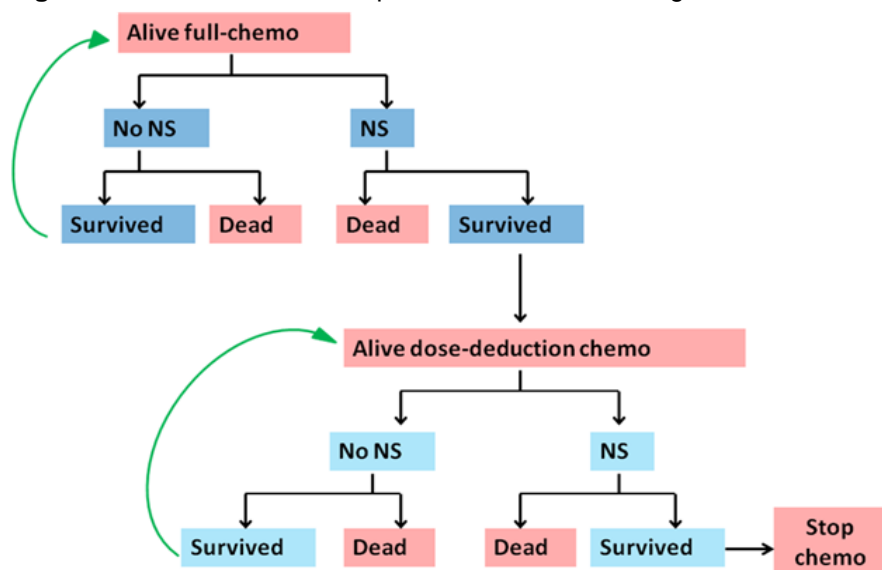 Alive full-chemo
No NS
NS
Survived
Dead
Dead
Survived
Alive dose-deduction chemo
No NS
NS
Survived
Dead
Dead
Survived
Stop
chemo